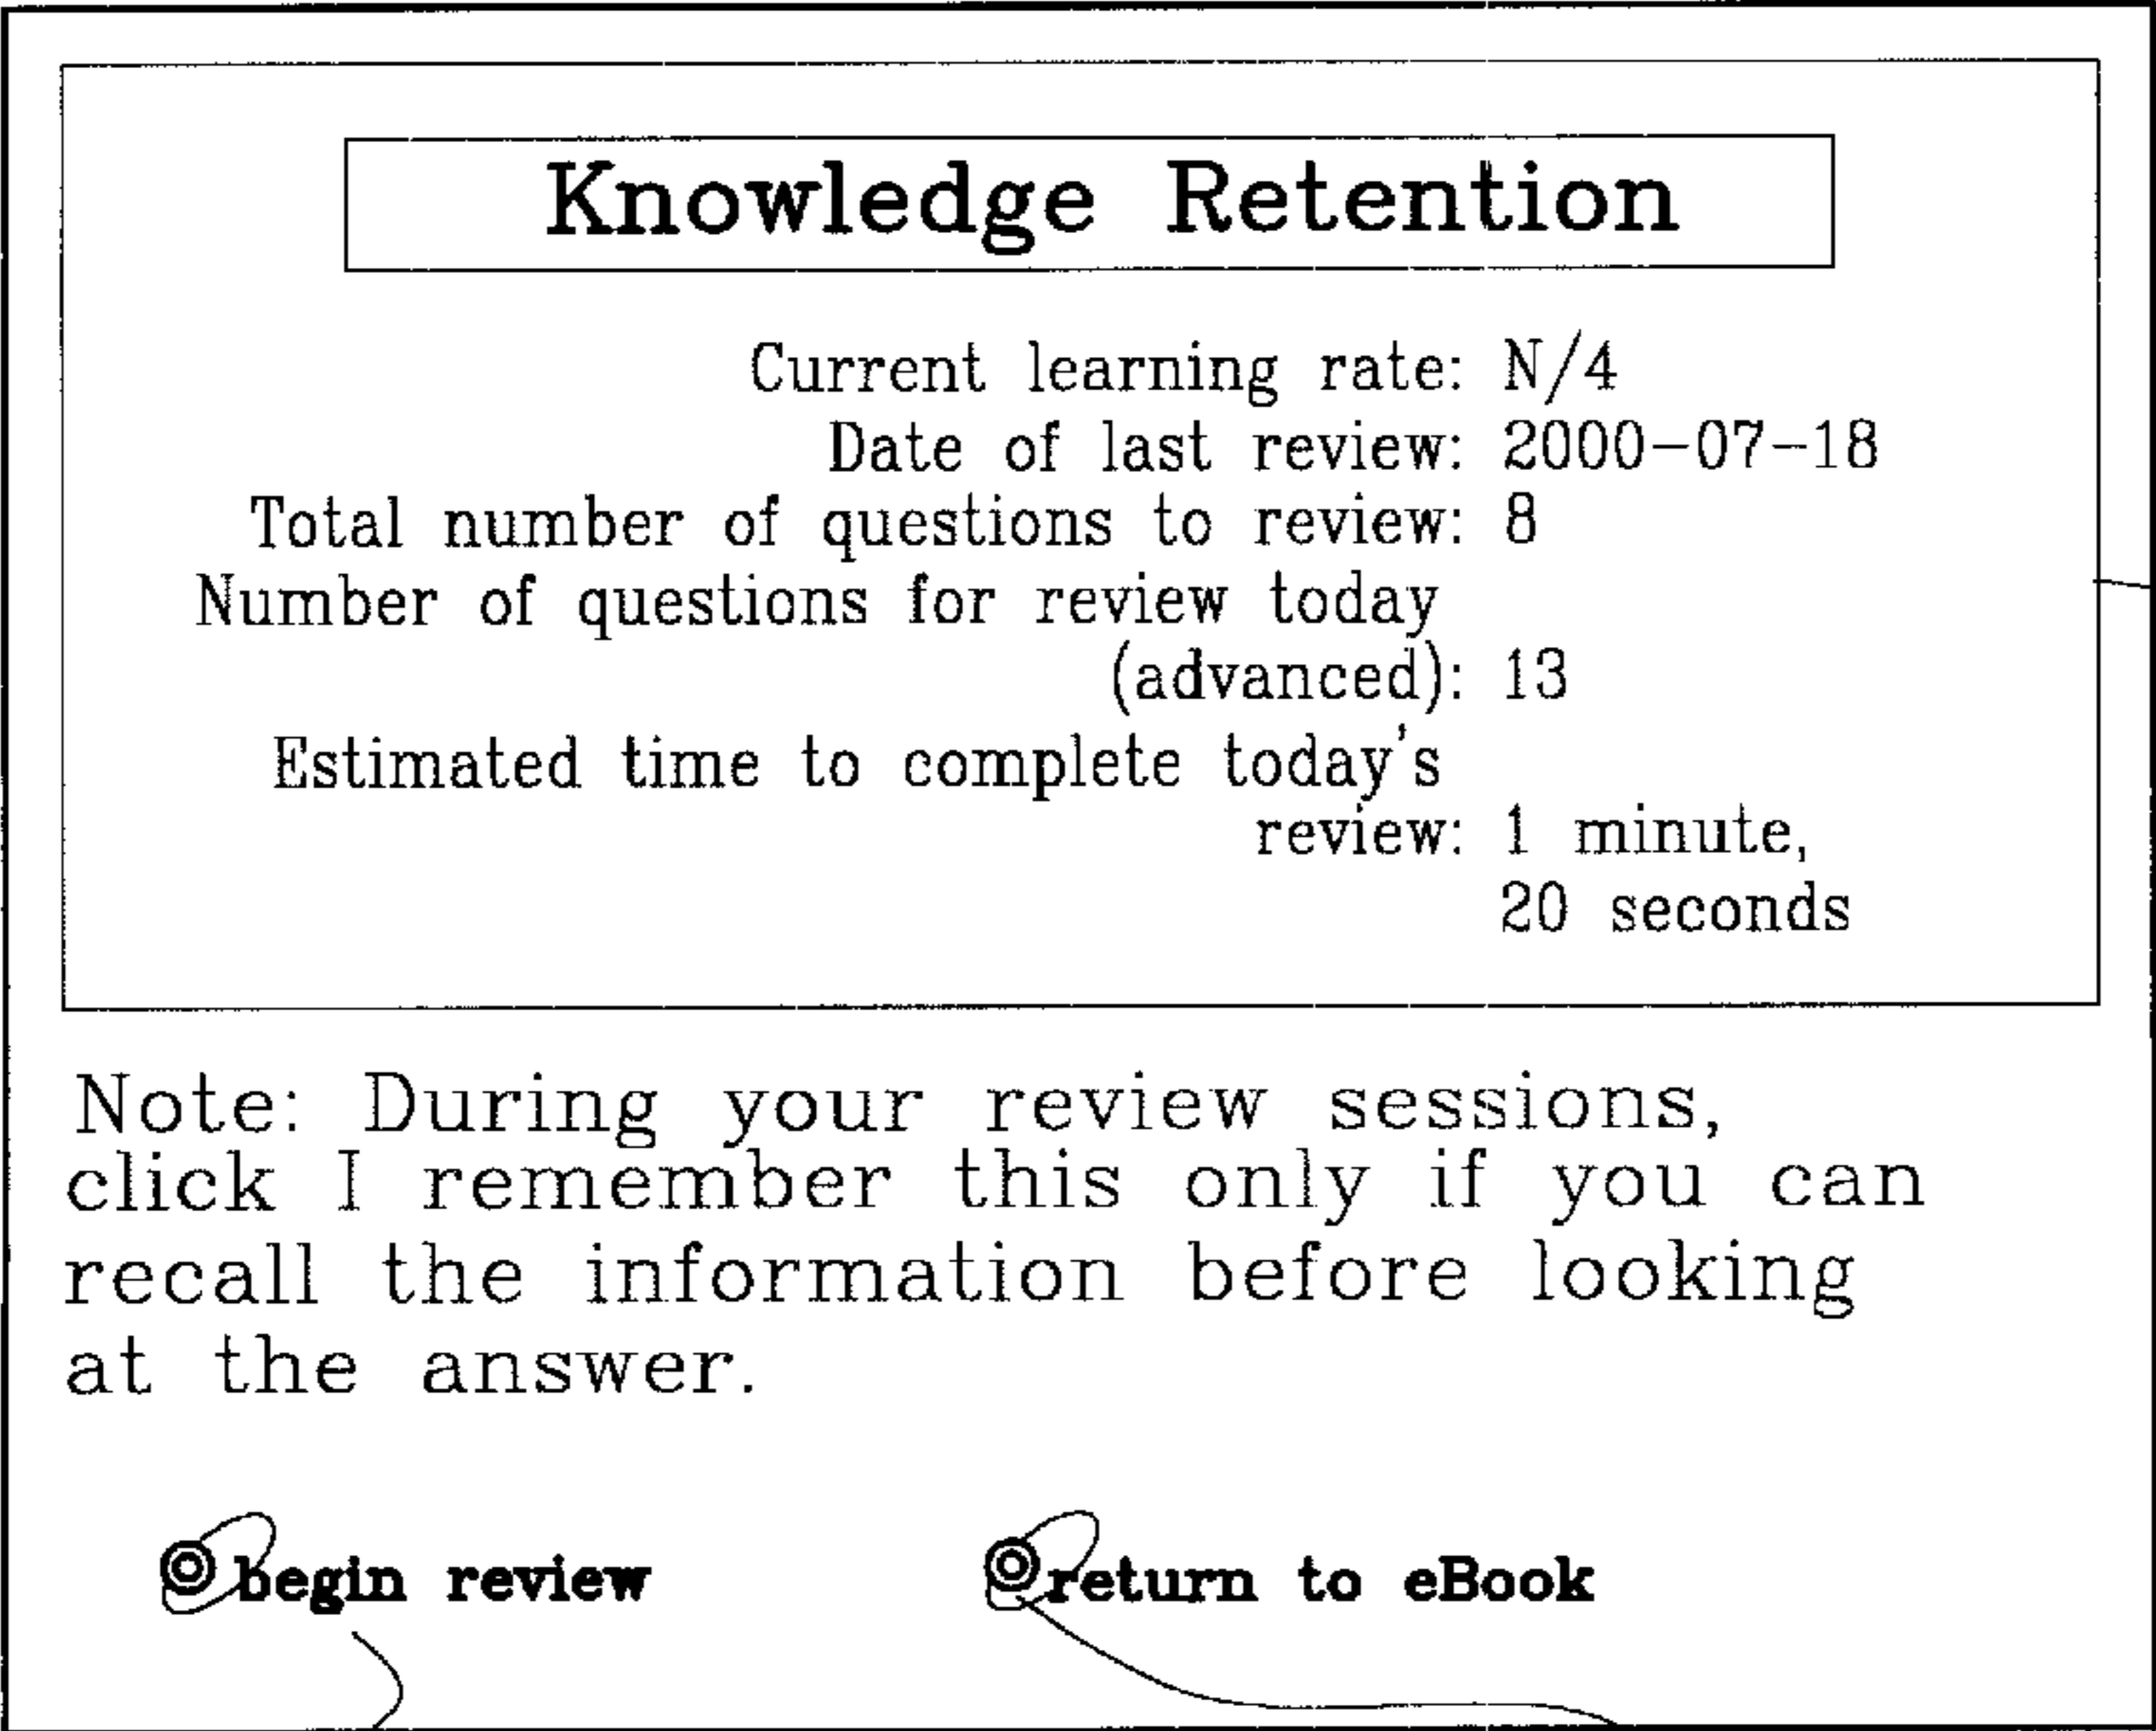 Knowledge Retention
Current learning rate: N/4
Date of last review: 2000-07-18
Total number of questions to review: 8
Number of questions for review today
(advanced): 13
Estimated time to complete today's
review: 1 minute,
20 seconds
Note: During your review sessions,
click I remember this only if you can
recall the information before looking
at the answer.
begin review return to eBook